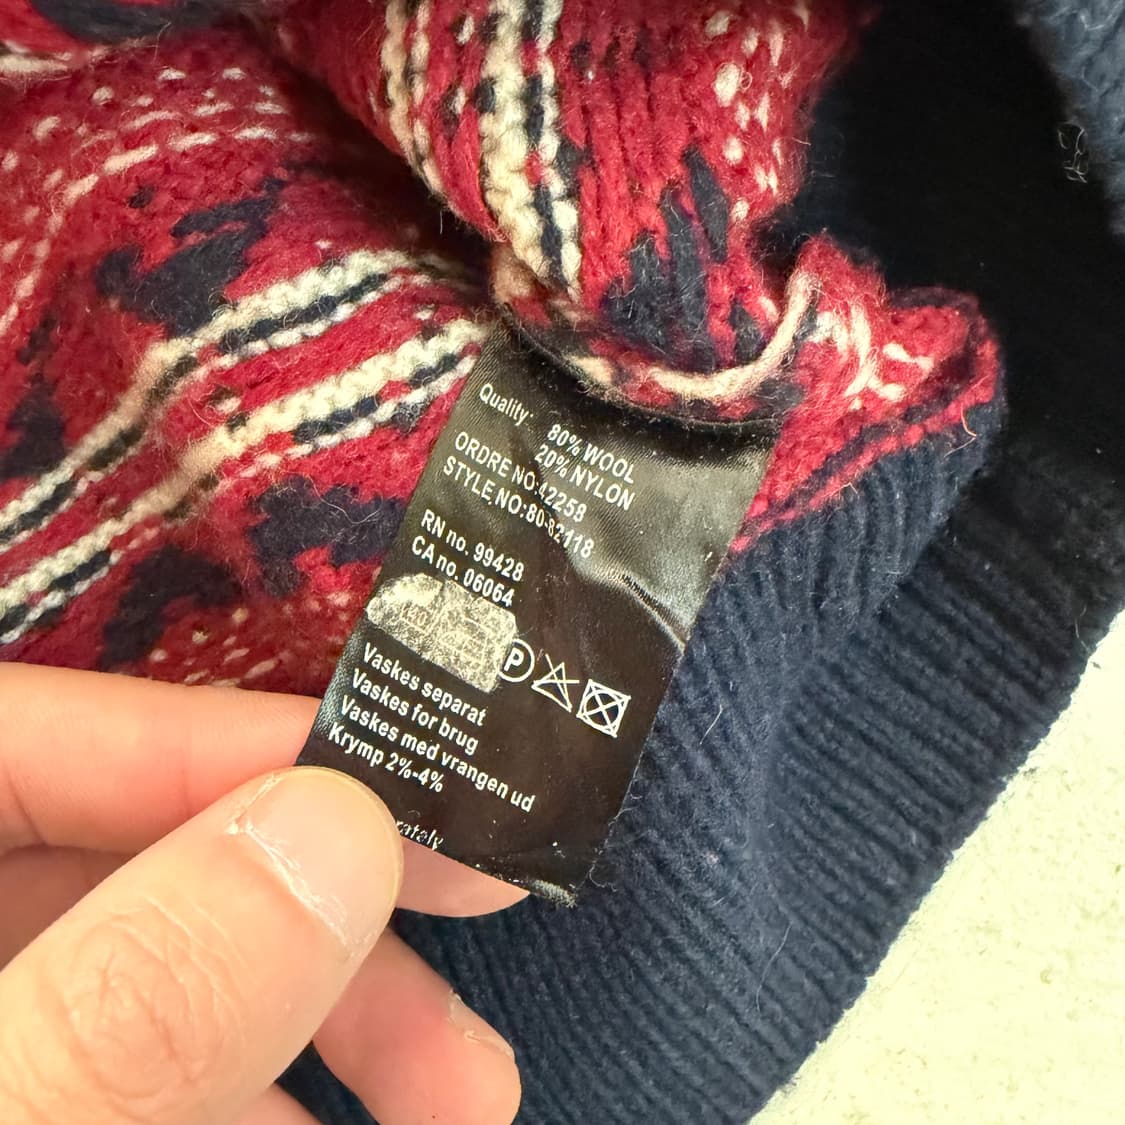 Quality:
80% WOOL
20% NYLON
ORDRE NO:42258
STYLE NO:80-82118
RN no. 99428
CA no. 06064
P
Vaskes separat
Vaskes for brug
Vaskes med vrangen ud
Krymp 2%-4%
rately